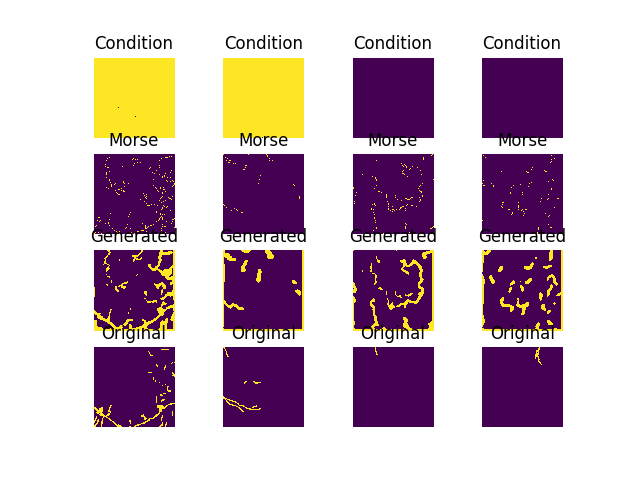 Condition Condition Condition Condition
Morse Morse Morse Morse
Generated Generated Generated Generated
Original Original Original Original